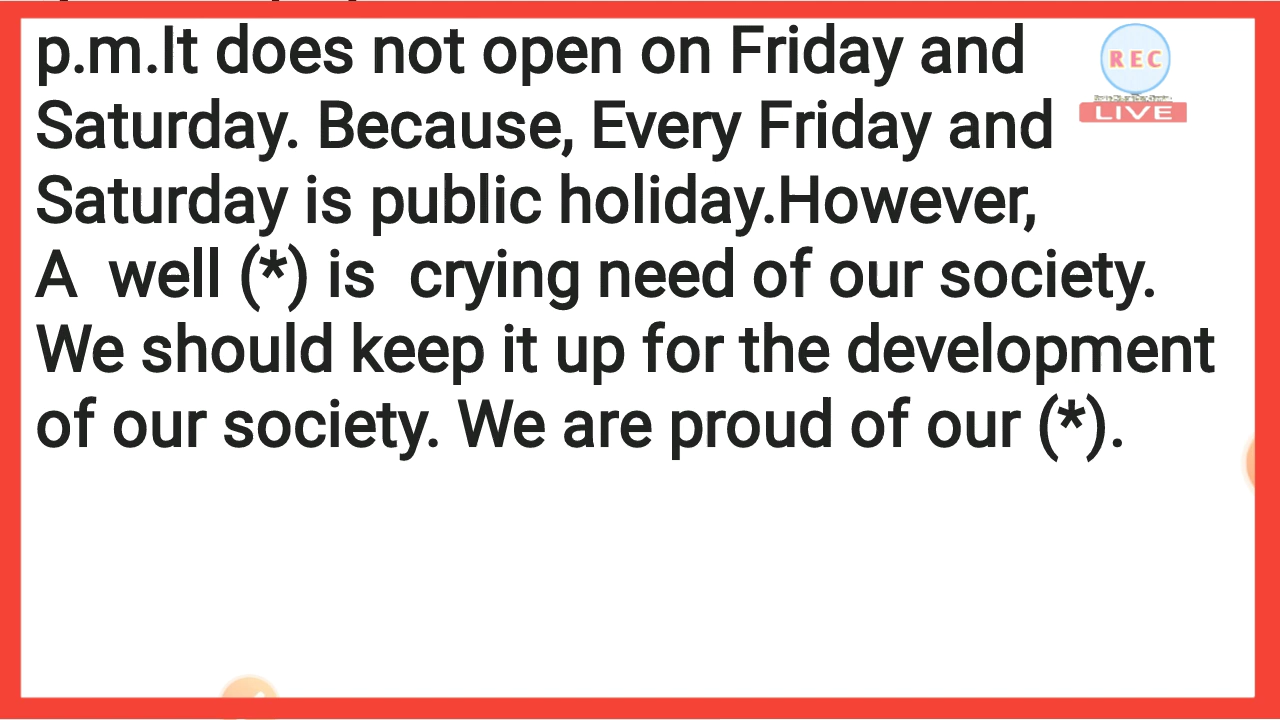 p.m.It does not open on Friday and
Saturday. Because, Every Friday and
Saturday is public holiday.However,
A  well (*) is  crying need of our society.
We should keep it up for the development
of our society. We are proud of our (*).
REC
LIVE